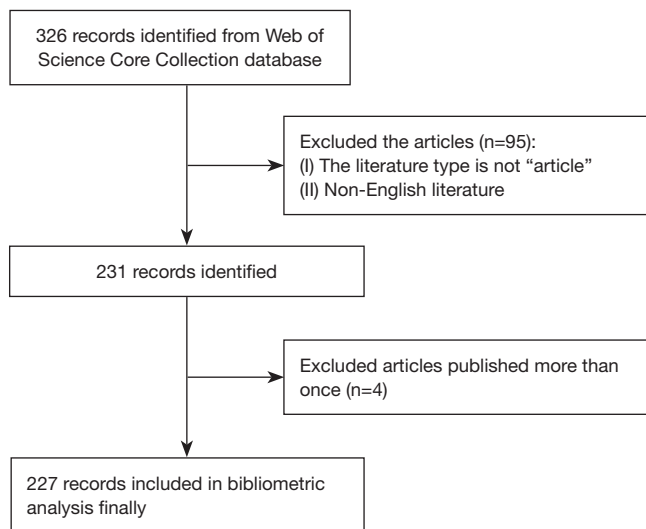 326 records identified from Web of
Science Core Collection database
Excluded the articles (n=95):
(I) The literature type is not “article”
(II) Non-English literature
231 records identified
Excluded articles published more than
once (n=4)
227 records included in bibliometric
analysis finally